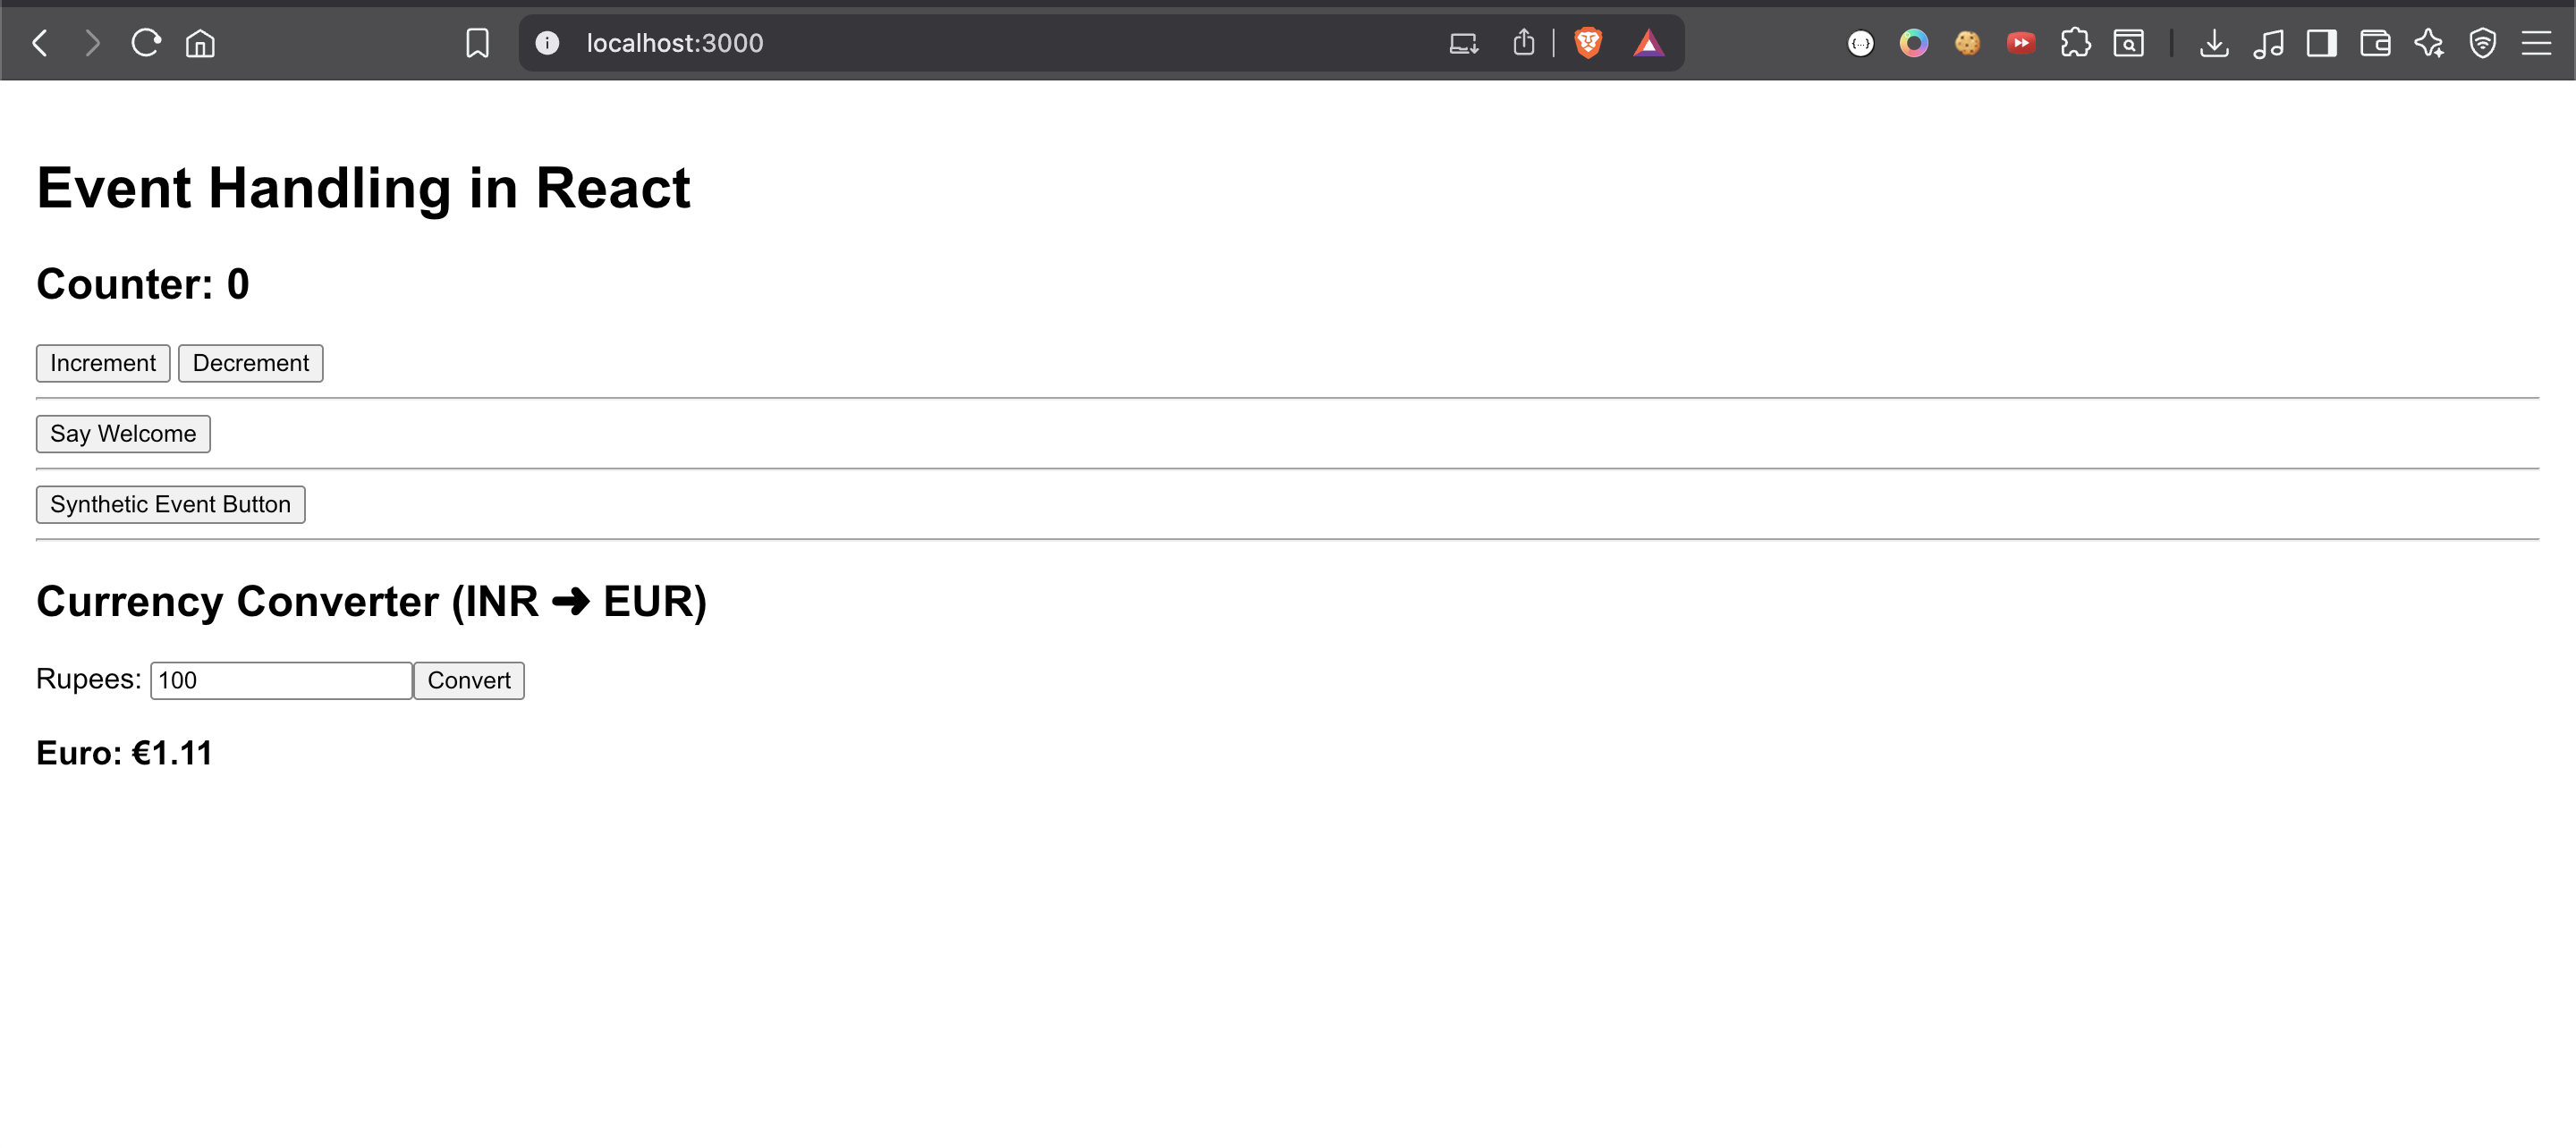 localhost:3000
Event Handling in React
Counter: 0
Increment Decrement
Say Welcome
Synthetic Event Button
Currency Converter (INR ➜ EUR)
Rupees: 100 Convert
Euro: €1.11